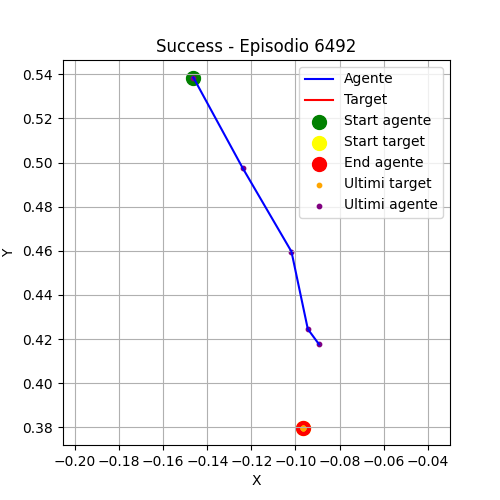 Success - Episodio 6492
Agente
Target
Start agente
Start target
End agente
Ultimi target
Ultimi agente
0.54
0.52
0.50
0.48
0.46
0.44
0.42
0.40
0.38
Y
−0.20 −0.18 −0.16 −0.14 −0.12 −0.10 −0.08 −0.06 −0.04
X